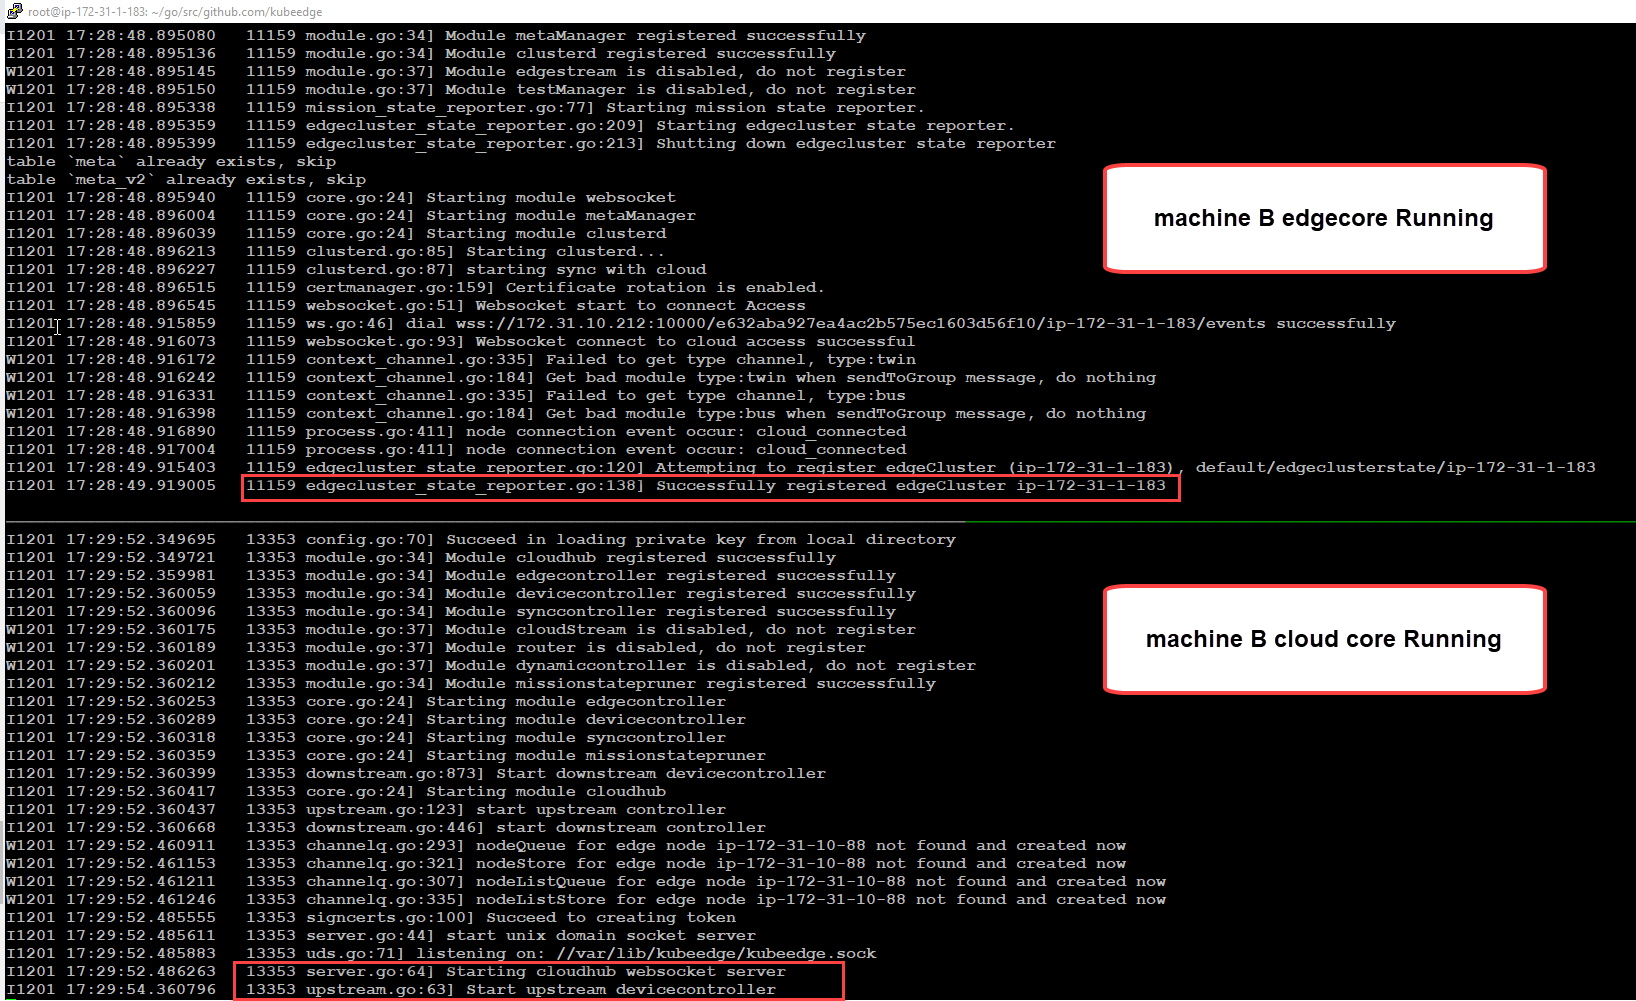 root@ip-172-31-1-183: ~/go/src/github.com/kubeedge
I1201 17:28:48.895080   11159 module.go:34] Module metaManager registered successfully
I1201 17:28:48.895136   11159 module.go:34] Module clusterd registered successfully
W1201 17:28:48.895145   11159 module.go:37] Module edgestream is disabled, do not register
W1201 17:28:48.895150   11159 module.go:37] Module testManager is disabled, do not register
I1201 17:28:48.895338   11159 mission_state_reporter.go:77] Starting mission state reporter.
I1201 17:28:48.895359   11159 edgecluster_state_reporter.go:209] Starting edgecluster state reporter.
I1201 17:28:48.895399   11159 edgecluster_state_reporter.go:213] Shutting down edgecluster state reporter
table `meta` already exists, skip
table `meta_v2` already exists, skip
I1201 17:28:48.895940   11159 core.go:24] Starting module websocket
I1201 17:28:48.896004   11159 core.go:24] Starting module metaManager
machine B edgecore Running
I1201 17:28:48.896039   11159 core.go:24] Starting module clusterd
I1201 17:28:48.896213   11159 clusterd.go:85] Starting clusterd...
I1201 17:28:48.896227   11159 clusterd.go:87] starting sync with cloud
I1201 17:28:48.896515   11159 certmanager.go:159] Certificate rotation is enabled.
I1201 17:28:48.896545   11159 websocket.go:51] Websocket start to connect Access
I1201 17:28:48.915859   11159 ws.go:46] dial wss://172.31.10.212:10000/e632aba927ea4ac2b575ec1603d56f10/ip-172-31-1-183/events successfully
I1201 17:28:48.916073   11159 websocket.go:93] Websocket connect to cloud access successful
W1201 17:28:48.916172   11159 context_channel.go:335] Failed to get type channel, type:twin
W1201 17:28:48.916242   11159 context_channel.go:184] Get bad module type:twin when sendToGroup message, do nothing
W1201 17:28:48.916331   11159 context_channel.go:335] Failed to get type channel, type:bus
W1201 17:28:48.916398   11159 context_channel.go:184] Get bad module type:bus when sendToGroup message, do nothing
I1201 17:28:48.916890   11159 process.go:411] node connection event occur: cloud_connected
I1201 17:28:48.917004   11159 process.go:411] node connection event occur: cloud_connected
I1201 17:28:49.915403   11159 edgecluster_state_reporter.go:120] Attempting to register edgeCluster (ip-172-31-1-183), default/edgeclusterstate/ip-172-31-1-183
I1201 17:28:49.919005   11159 edgecluster_state_reporter.go:138] Successfully registered edgeCluster ip-172-31-1-183
I1201 17:29:52.349695   13353 config.go:70] Succeed in loading private key from local directory
I1201 17:29:52.349721   13353 module.go:34] Module cloudhub registered successfully
I1201 17:29:52.359981   13353 module.go:34] Module edgecontroller registered successfully
I1201 17:29:52.360059   13353 module.go:34] Module devicecontroller registered successfully
I1201 17:29:52.360096   13353 module.go:34] Module synccontroller registered successfully
W1201 17:29:52.360175   13353 module.go:37] Module cloudStream is disabled, do not register
machine B cloud core Running
W1201 17:29:52.360189   13353 module.go:37] Module router is disabled, do not register
W1201 17:29:52.360201   13353 module.go:37] Module dynamiccontroller is disabled, do not register
I1201 17:29:52.360212   13353 module.go:34] Module missionstatepruner registered successfully
I1201 17:29:52.360253   13353 core.go:24] Starting module edgecontroller
I1201 17:29:52.360289   13353 core.go:24] Starting module devicecontroller
I1201 17:29:52.360318   13353 core.go:24] Starting module synccontroller
I1201 17:29:52.360359   13353 core.go:24] Starting module missionstatepruner
I1201 17:29:52.360399   13353 downstream.go:873] Start downstream devicecontroller
I1201 17:29:52.360417   13353 core.go:24] Starting module cloudhub
I1201 17:29:52.360437   13353 upstream.go:123] start upstream controller
I1201 17:29:52.360668   13353 downstream.go:446] start downstream controller
W1201 17:29:52.460911   13353 channelq.go:293] nodeQueue for edge node ip-172-31-10-88 not found and created now
W1201 17:29:52.461153   13353 channelq.go:321] nodeStore for edge node ip-172-31-10-88 not found and created now
W1201 17:29:52.461211   13353 channelq.go:307] nodeListQueue for edge node ip-172-31-10-88 not found and created now
W1201 17:29:52.461246   13353 channelq.go:335] nodeListStore for edge node ip-172-31-10-88 not found and created now
I1201 17:29:52.485555   13353 signcerts.go:100] Succeed to creating token
I1201 17:29:52.485611   13353 server.go:44] start unix domain socket server
I1201 17:29:52.485883   13353 uds.go:71] listening on: //var/lib/kubeedge/kubeedge.sock
I1201 17:29:52.486263   13353 server.go:64] Starting cloudhub websocket server
I1201 17:29:54.360796   13353 upstream.go:63] Start upstream devicecontroller